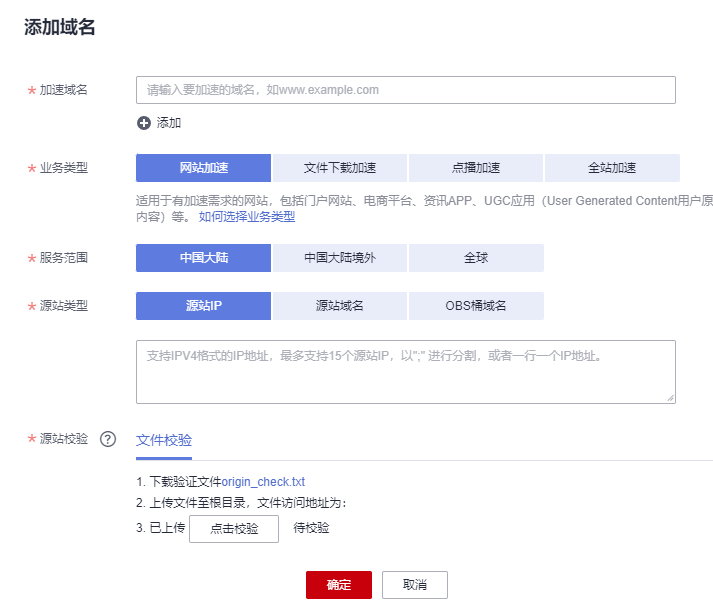 添加域名
* 加速域名 请输入要加速的域名，如www.example.com
添加
* 业务类型 网站加速 文件下载加速 点播加速 全站加速
适用于有加速需求的网站，包括门户网站、电商平台、资讯APP、UGC应用（User Generated Content用户原
内容）等。 如何选择业务类型
* 服务范围 中国大陆 中国大陆境外 全球
* 源站类型 源站IP 源站域名 OBS桶域名
支持IPV4格式的IP地址，最多支持15个源站IP，以";" 进行分割，或者一行一个IP地址。
* 源站校验 ? 文件校验
1. 下载验证文件origin_check.txt
2. 上传文件至根目录，文件访问地址为：
3. 已上传 点击校验 待校验
确定 取消